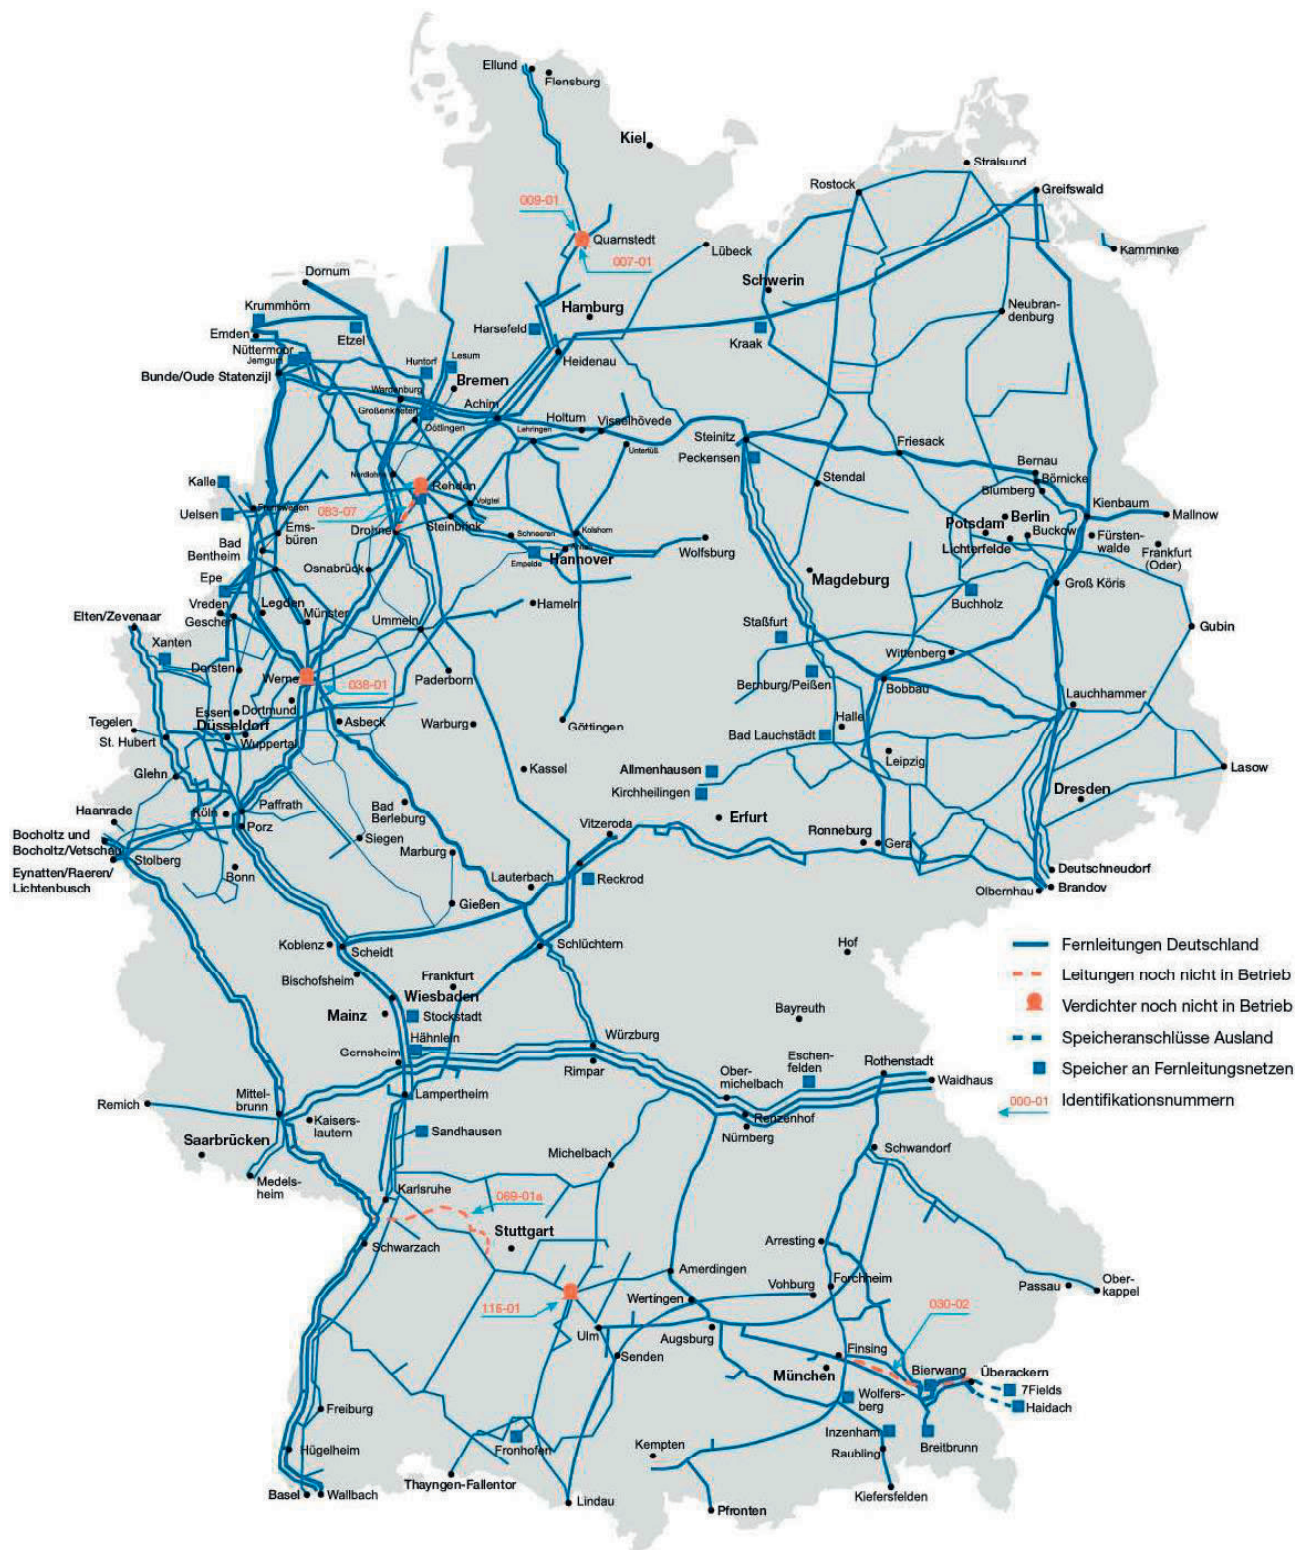 Ellund
Flensburg
Kiel
Stralsund
Rostock
Greifswald
009-01
Quarnstedt
007-01
Lübeck
Kamminke
Dornum
Schwerin
Krummhörn
Hamburg
Neubran-
denburg
Emden
Etzel
Harsefeld
Kraak
Nüttermoor
Jemgum
Huntorf
Lesum
Heidenau
Bunde/Oude Statenzijl
Bremen
Wardenburg
Achim
Großenkneten
Dötlingen
Holtum
Visselhövede
Lehringen
Steinitz
Friesack
Unterlüß
Peckensen
Bernau
Börnicke
Blumberg
Kalle
Rehden
Stendal
Voigtei
Kienbaum
Mallnow
Uelsen
083-07
Steinbrink
Drohne
Ems-
büren
Schneeren
Kolshorn
Potsdam
Berlin
Buckow
Fürsten-
walde
Lichterfelde
Frankfurt
(Oder)
Bad
Bentheim
Hannover
Wolfsburg
Empelde
Osnabrück
Magdeburg
Groß Köris
Epe
Buchholz
Vreden
Legden
Münster
Hameln
Gescher
Elten/Zevenaar
Ummeln
Staßfurt
Gubin
Xanten
Wittenberg
Dorsten
Werne
038-01
Paderborn
Bernburg/Peißen
Bobbau
Lauchhammer
Essen
Dortmund
Tegelen
Düsseldorf
Asbeck
Warburg
Göttingen
Halle
St. Hubert
Wuppertal
Bad Lauchstädt
Leipzig
Glehn
Kassel
Allmenhausen
Lasow
Kirchheilingen
Dresden
Haanrade
Köln
Paffrath
Bad
Berleburg
Erfurt
Porz
Vitzeroda
Ronneburg
Gera
Bocholtz und
Bocholtz/Vetschau
Siegen
Marburg
Stolberg
Eynatten/Raeren/
Lichtenbusch
Bonn
Lauterbach
Reckrod
Deutschneudorf
Olbernhau
Brandov
Gießen
Koblenz
Scheidt
Schlüchtern
Hof
Fernleitungen Deutschland
Bischofsheim
Frankfurt
Leitungen noch nicht in Betrieb
Wiesbaden
Mainz
Stockstadt
Bayreuth
Verdichter noch nicht in Betrieb
Hähnlein
Würzburg
Speicheranschlüsse Ausland
Gernsheim
Rimpar
Eschen-
felden
Rothenstadt
Speicher an Fernleitungsnetzen
Ober-
michelbach
Waidhaus
000-01
Identifikationsnummern
Remich
Mittel-
brunn
Lampertheim
Kaisers-
lautern
Renzenhof
Nürnberg
Saarbrücken
Sandhausen
Michelbach
Schwandorf
Medels-
heim
Karlsruhe
069-01a
Stuttgart
Schwarzach
Arresting
Amerdingen
Vohburg
Forchheim
Passau
Ober-
kappel
116-01
Wertingen
030-02
Ulm
Augsburg
Senden
Finsing
München
Bierwang
Überackern
7Fields
Wolfers-
berg
Haidach
Freiburg
Inzenham
Fronhofen
Kempten
Raubling
Breitbrunn
Hügelheim
Thayngen-Fallentor
Basel
Wallbach
Lindau
Pfronten
Kiefersfelden